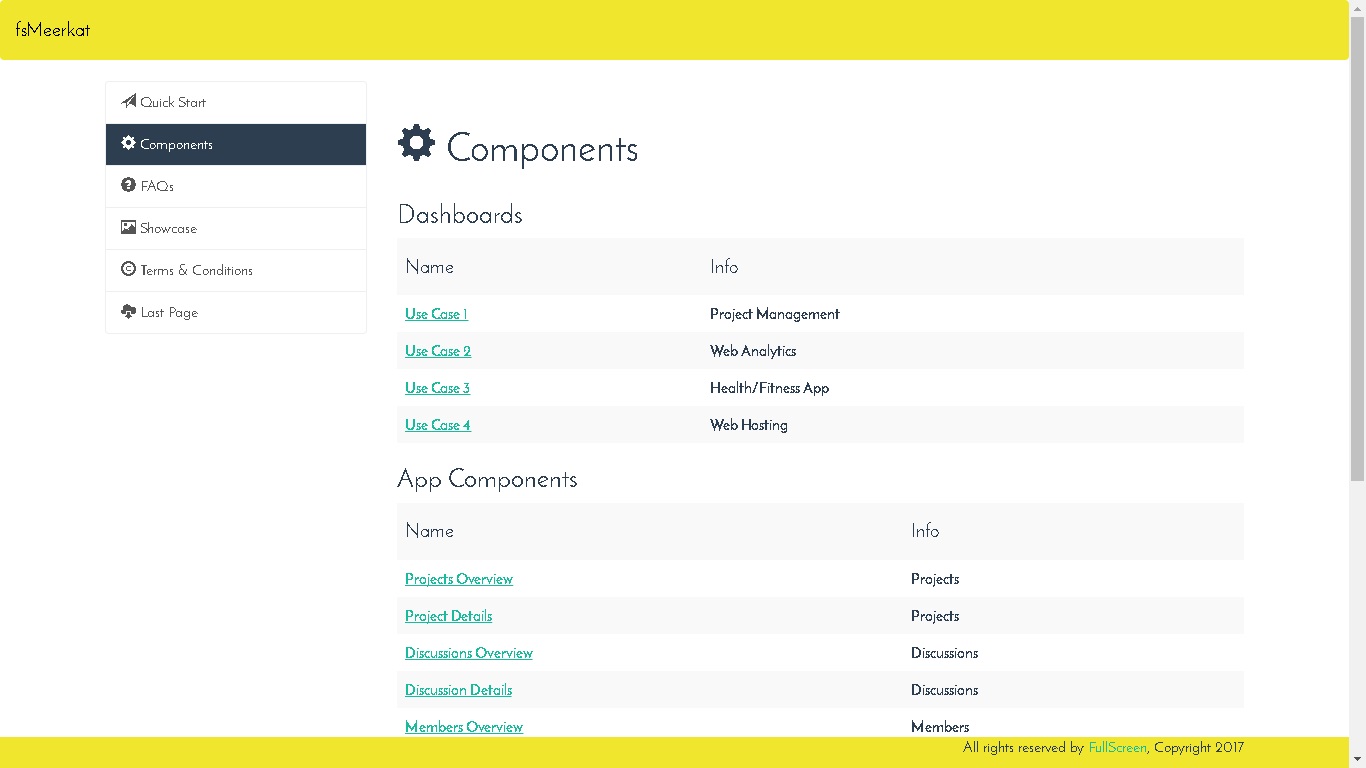 fsMeerkat
Quick Start
Components
FAQs
Showcase
Terms & Conditions
Last Page
Components
Dashboards
Name Info
Use Case 1 Project Management
Use Case 2 Web Analytics
Use Case 3 Health/Fitness App
Use Case 4 Web Hosting
App Components
Name Info
Projects Overview Projects
Project Details Projects
Discussions Overview Discussions
Discussion Details Discussions
Members Overview Members
All rights reserved by FullScreen, Copyright 2017